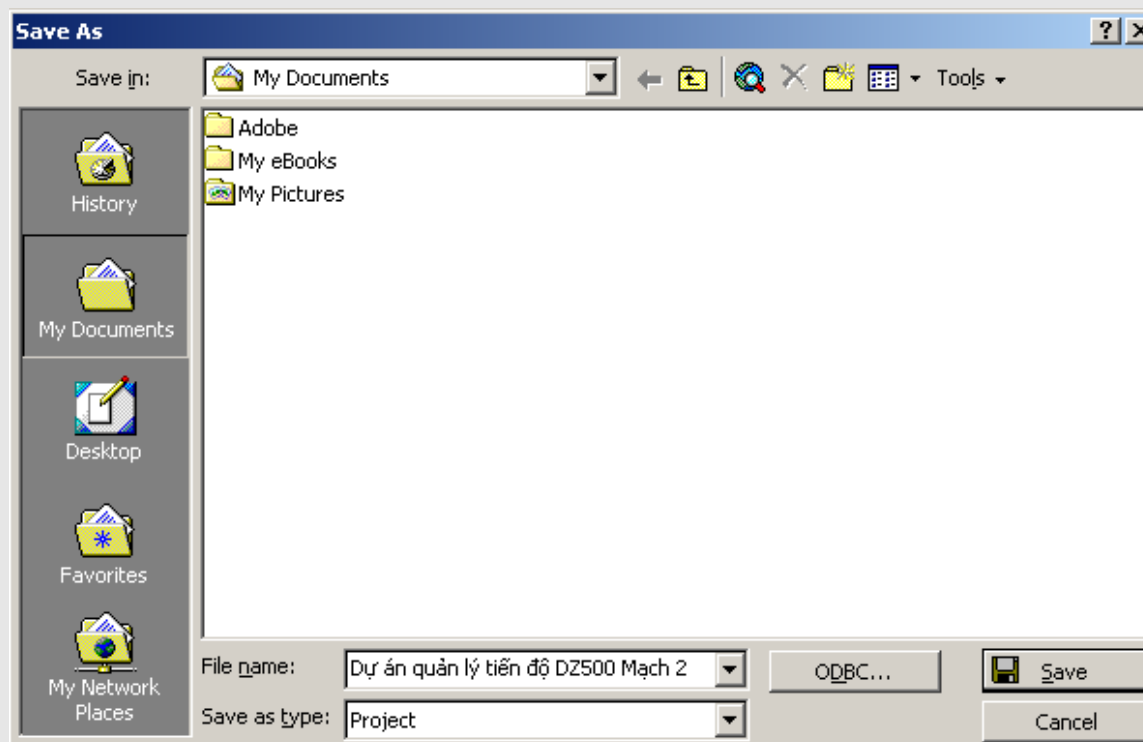 Save As
Save in:
My Documents
Tools
Adobe
My eBooks
My Pictures
History
My Documents
Desktop
Favorites
My Network
Places
File name:
Dự án quản lý tiến độ DZ500 Mạch 2
ODBC...
Save
Save as type:
Project
Cancel